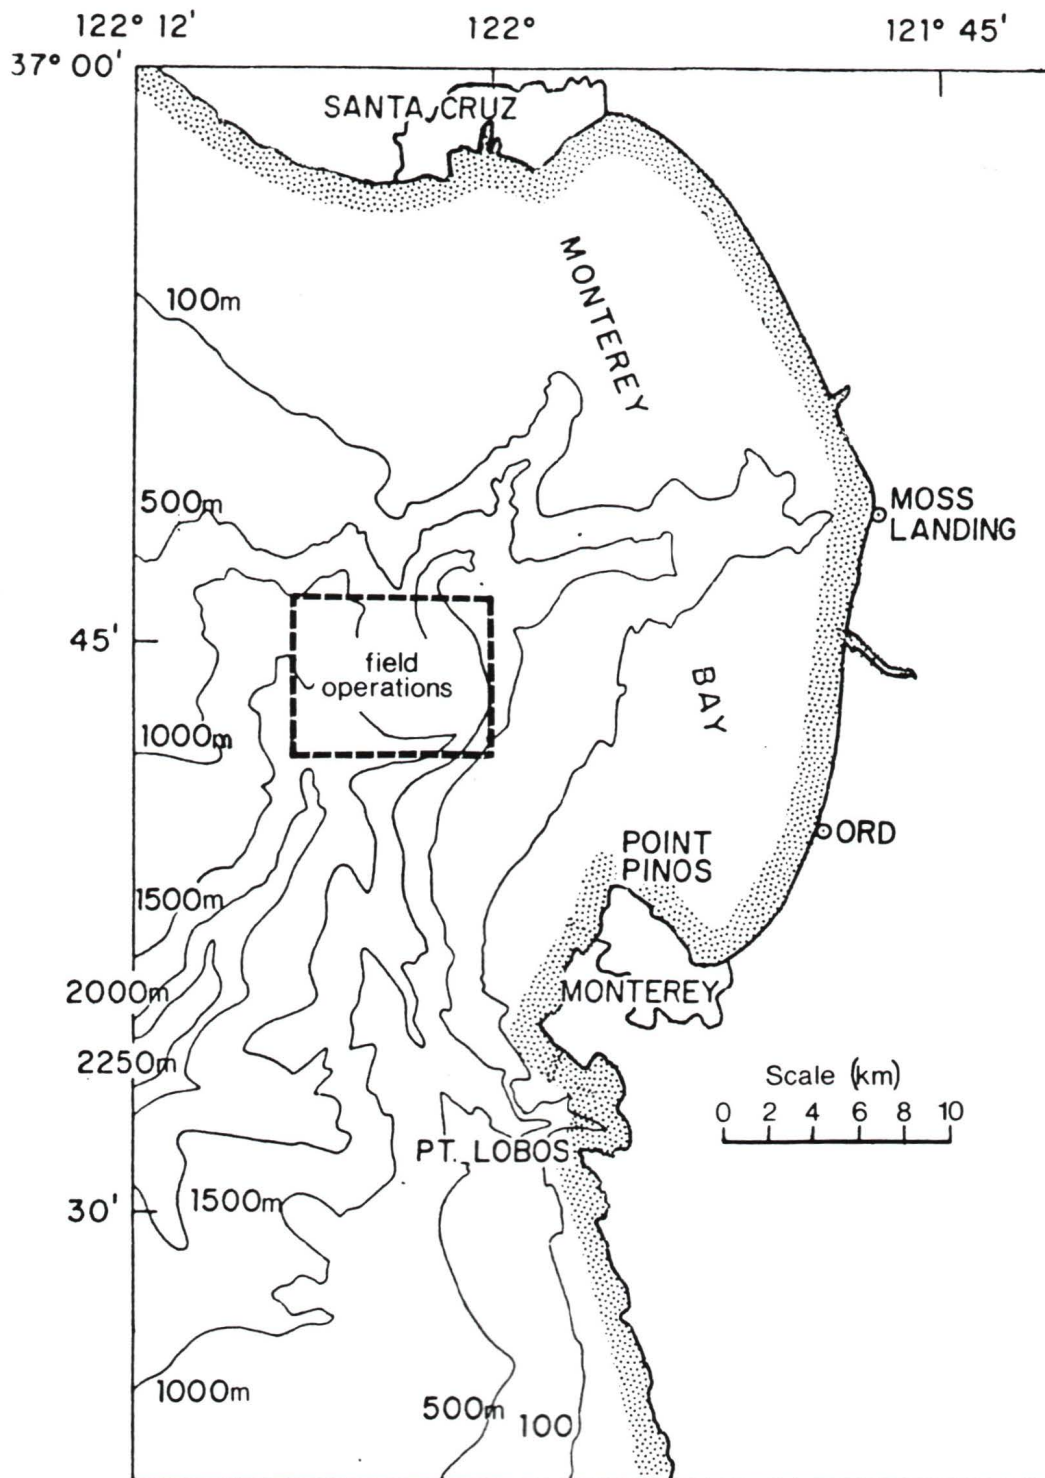 122° 12'
122°
121° 45'
37° 00'
SANTA CRUZ
MONTEREY
100m
500m
MOSS
LANDING
45'
field
operations
BAY
1000m
POINT
PINOS
ORD
1500m
2000m
MONTEREY
2250m
Scale (km)
0 2 4 6 8 10
PT. LOBOS
30'
1500m
1000m
500m
100